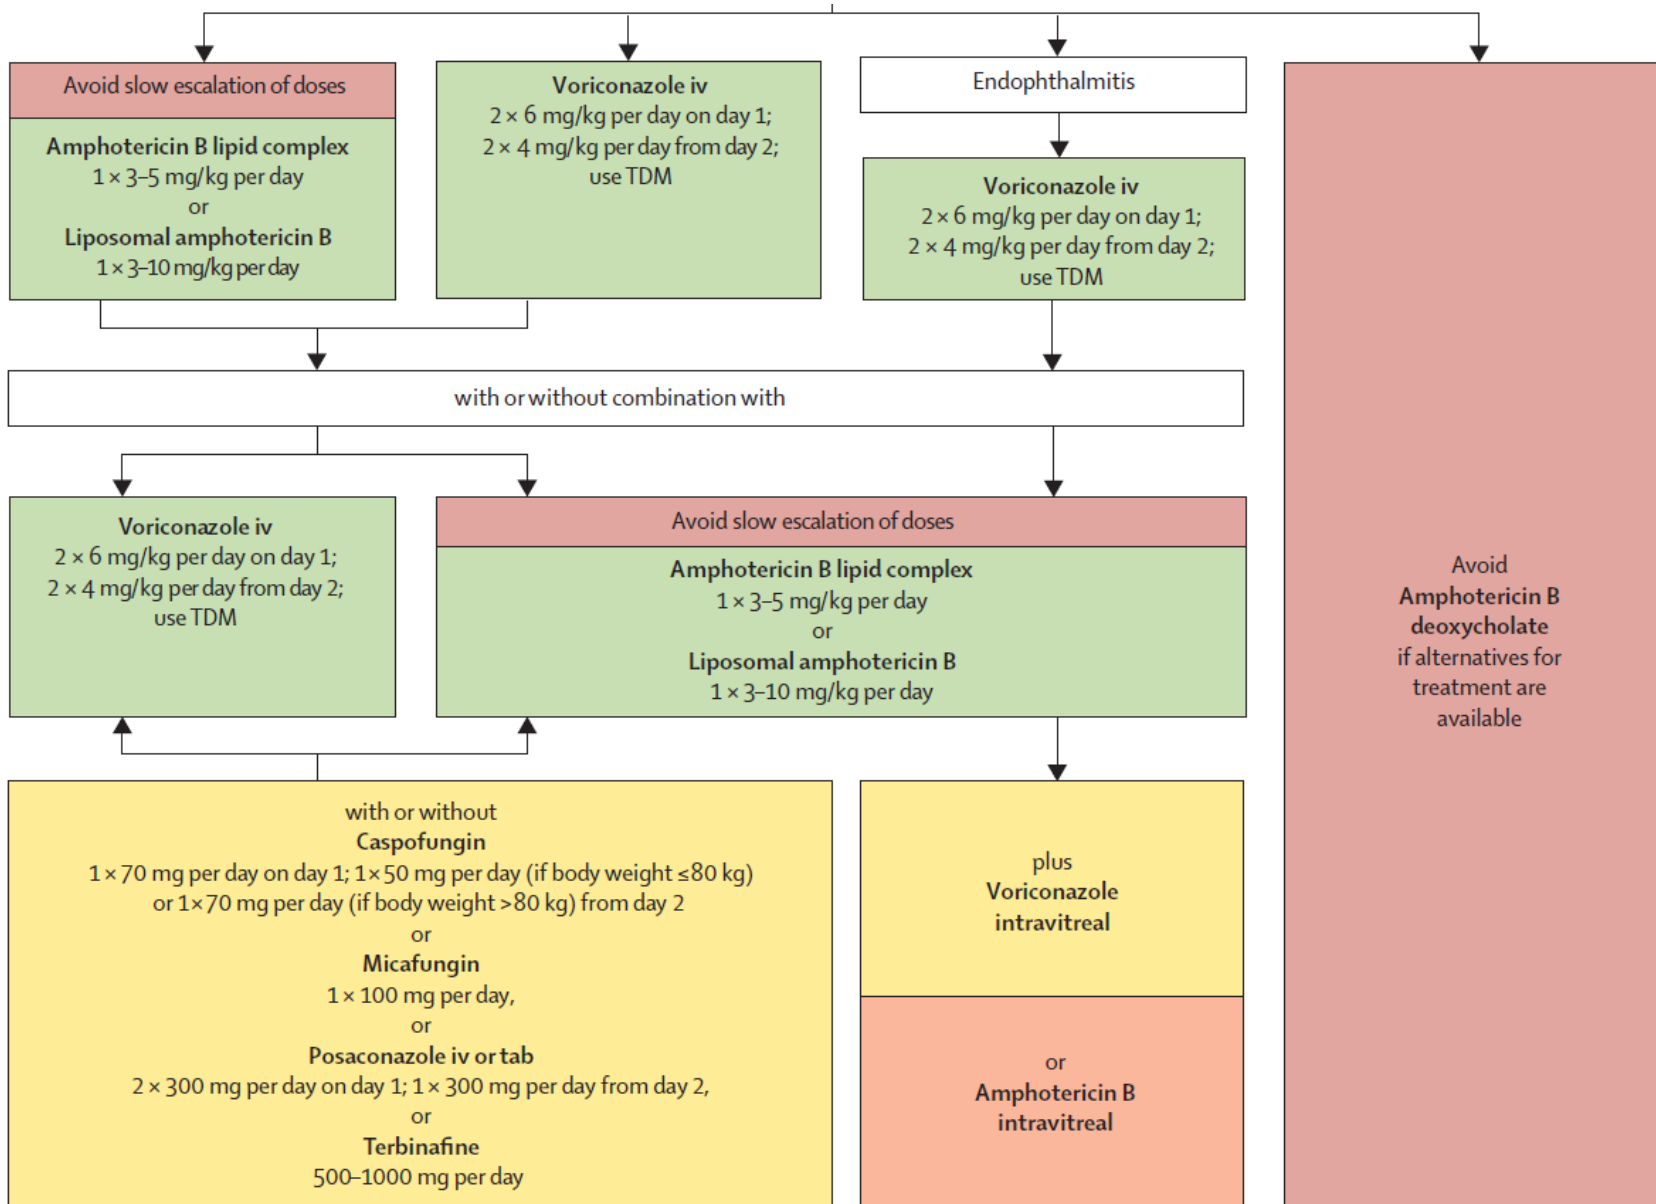 Avoid slow escalation of doses
Amphotericin B lipid complex
1 × 3–5 mg/kg per day
or
Liposomal amphotericin B
1 × 3–10 mg/kg per day
Voriconazole iv
2 × 6 mg/kg per day on day 1;
2 × 4 mg/kg per day from day 2;
use TDM
Endophthalmitis
Voriconazole iv
2 × 6 mg/kg per day on day 1;
2 × 4 mg/kg per day from day 2;
use TDM
with or without combination with
Voriconazole iv
2 × 6 mg/kg per day on day 1;
2 × 4 mg/kg per day from day 2;
use TDM
Avoid slow escalation of doses
Amphotericin B lipid complex
1 × 3–5 mg/kg per day
or
Liposomal amphotericin B
1 × 3–10 mg/kg per day
Avoid
Amphotericin B
deoxycholate
if alternatives for
treatment are
available
with or without
Caspofungin
1 × 70 mg per day on day 1; 1 × 50 mg per day (if body weight ≤80 kg)
or 1 × 70 mg per day (if body weight >80 kg) from day 2
or
Micafungin
1 × 100 mg per day,
or
Posaconazole iv or tab
2 × 300 mg per day on day 1; 1 × 300 mg per day from day 2,
or
Terbinafine
500–1000 mg per day
plus
Voriconazole
intravitreal
or
Amphotericin B
intravitreal